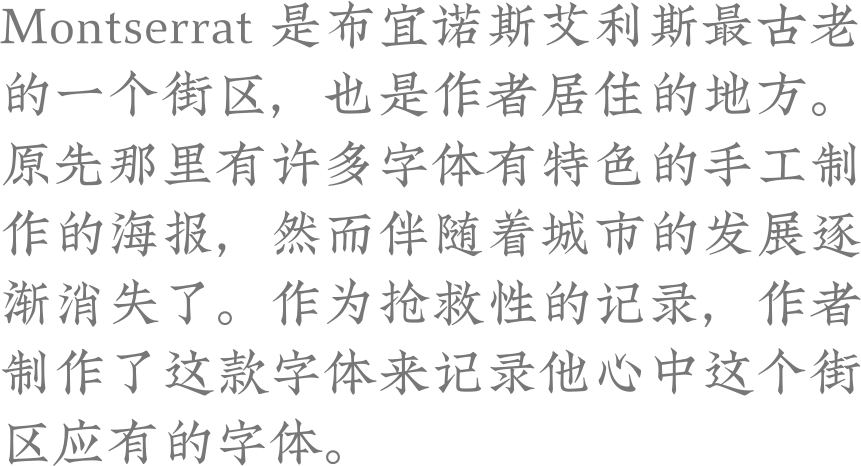 Montserrat 是布宜诺斯艾利斯最古老
的一个街区，也是作者居住的地方。
原先那里有许多字体有特色的手工制
作的海报，然而伴随着城市的发展逐
渐消失了。作为抢救性的记录，作者
制作了这款字体来记录他心中这个街
区应有的字体。